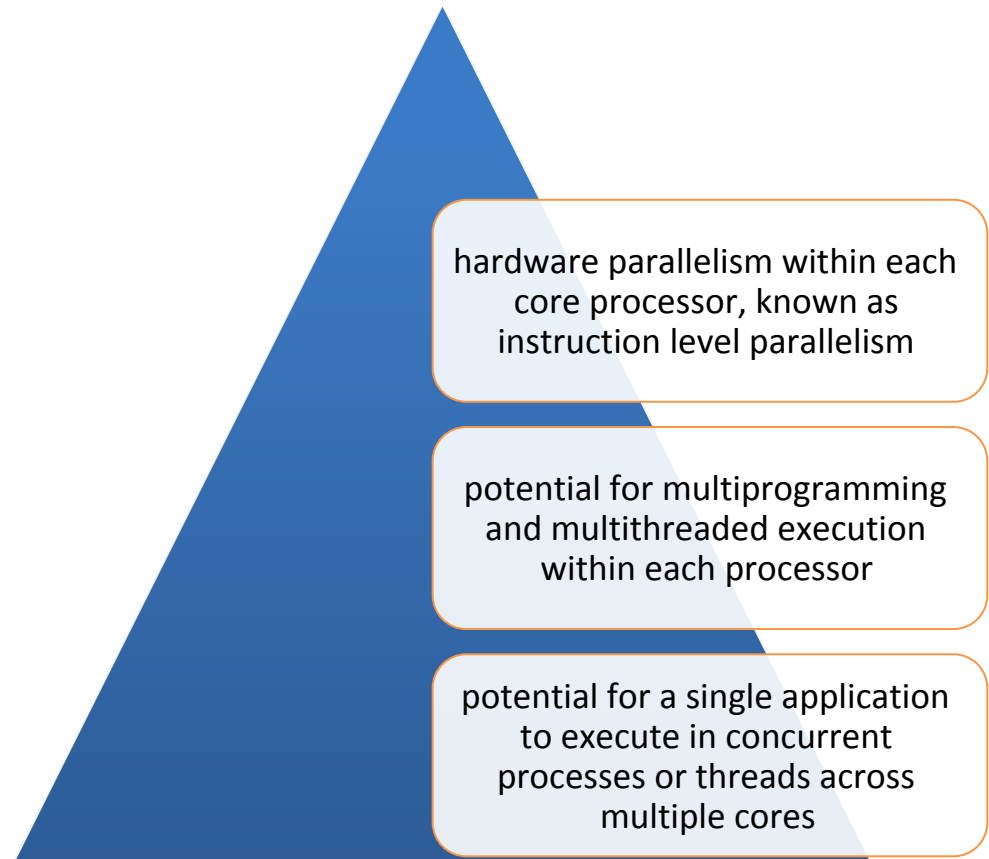 hardware parallelism within each
core processor, known as
instruction level parallelism
potential for multiprogramming
and multithreaded execution
within each processor
potential for a single application
to execute in concurrent
processes or threads across
multiple cores